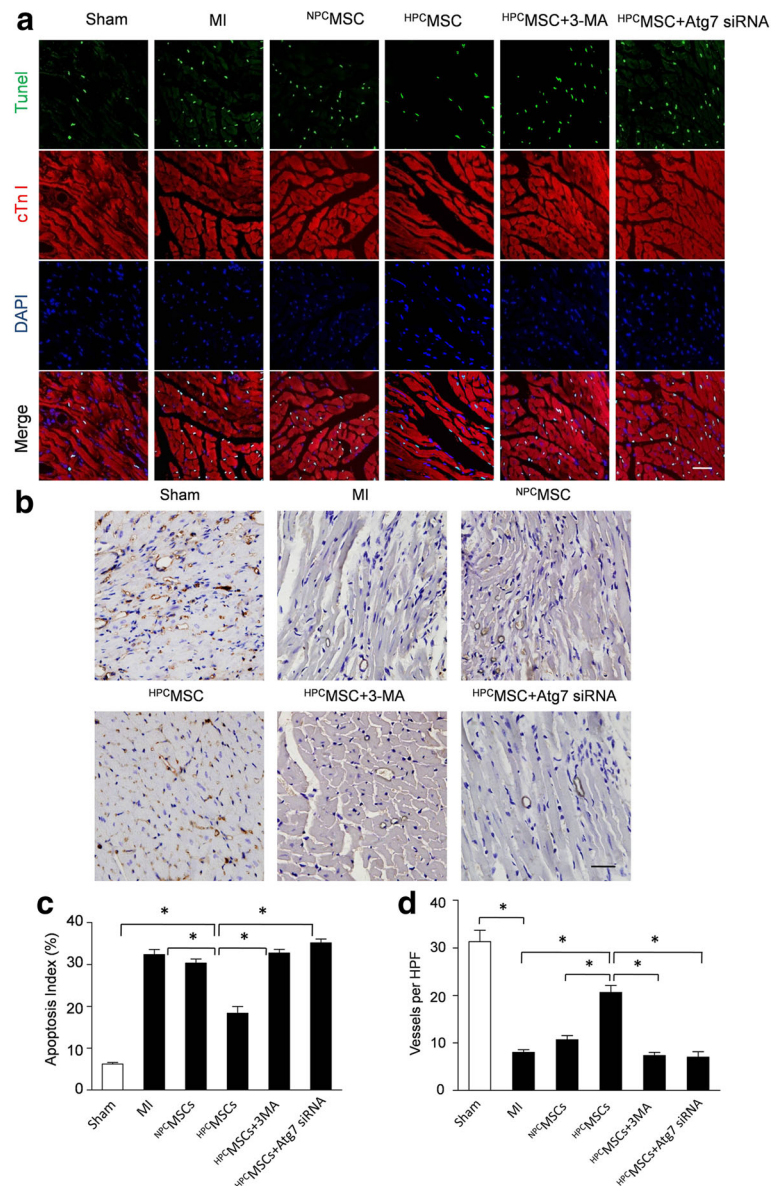 a
Sham MI NPCMSC HPCMSC HPCMSC+3-MA HPCMSC+Atg7 siRNA
Tunel
cTn I
DAPI
Merge
b
Sham MI NPCMSC
HPCMSC HPCMSC+3-MA HPCMSC+Atg7 siRNA
c
Apoptosis Index (%)
40
30
20
10
0
* 
* *
*
Sham
MI
NPCMSCs
HPCMSCs
HPCMSCs+3MA
HPCMSCs+Atg7 siRNA
d
Vessels per HPF
40
30
20
10
0
*
* *
* *
Sham
MI
NPCMSCs
HPCMSCs
HPCMSCs+3MA
HPCMSCs+Atg7 siRNA